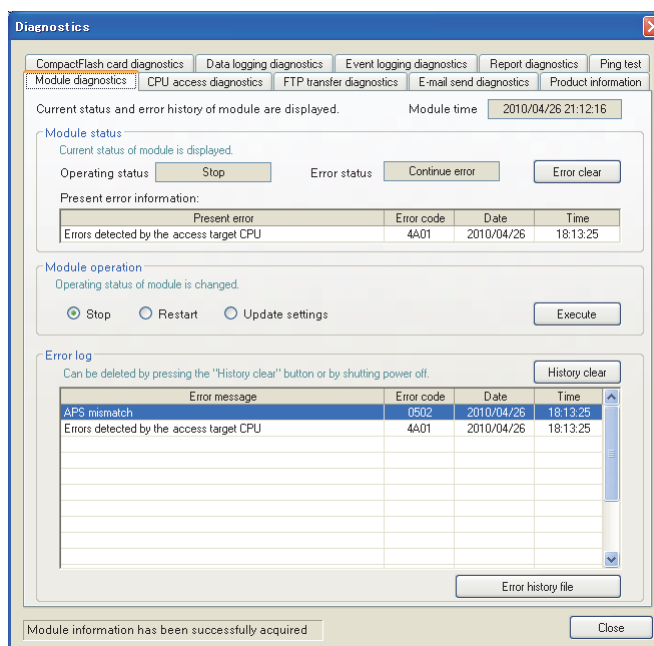 Diagnostics
CompactFlash card diagnostics Data logging diagnostics Event logging diagnostics Report diagnostics Ping test
Module diagnostics CPU access diagnostics FTP transfer diagnostics E-mail send diagnostics Product information
Current status and error history of module are displayed. Module time 2010/04/26 21:12:16
Module status
Current status of module is displayed.
Operating status Stop Error status Continue error Error clear
Present error information:
Present error Error code Date Time
Errors detected by the access target CPU 4A01 2010/04/26 18:13:25
Module operation
Operating status of module is changed.
Stop Restart Update settings Execute
Error log
Can be deleted by pressing the "History clear" button or by shutting power off. History clear
Error message Error code Date Time
APS mismatch 0502 2010/04/26 18:13:25
Errors detected by the access target CPU 4A01 2010/04/26 18:13:25
Error history file
Module information has been successfully acquired Close